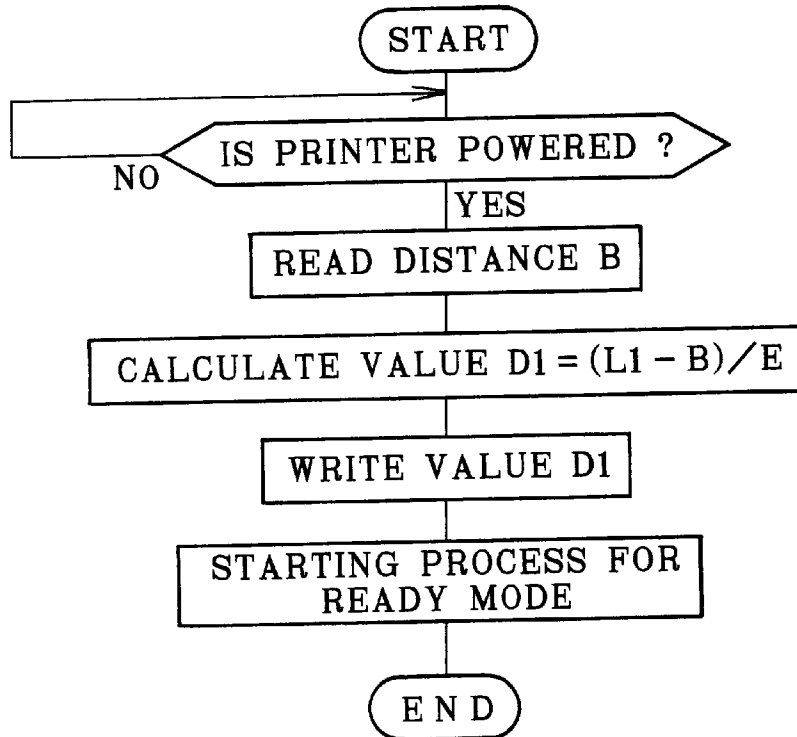 START
IS PRINTER POWERED ?
NO
YES
READ DISTANCE B
CALCULATE VALUE D1=(L1-B)/E
WRITE VALUE D1
STARTING PROCESS FOR
READY MODE
END